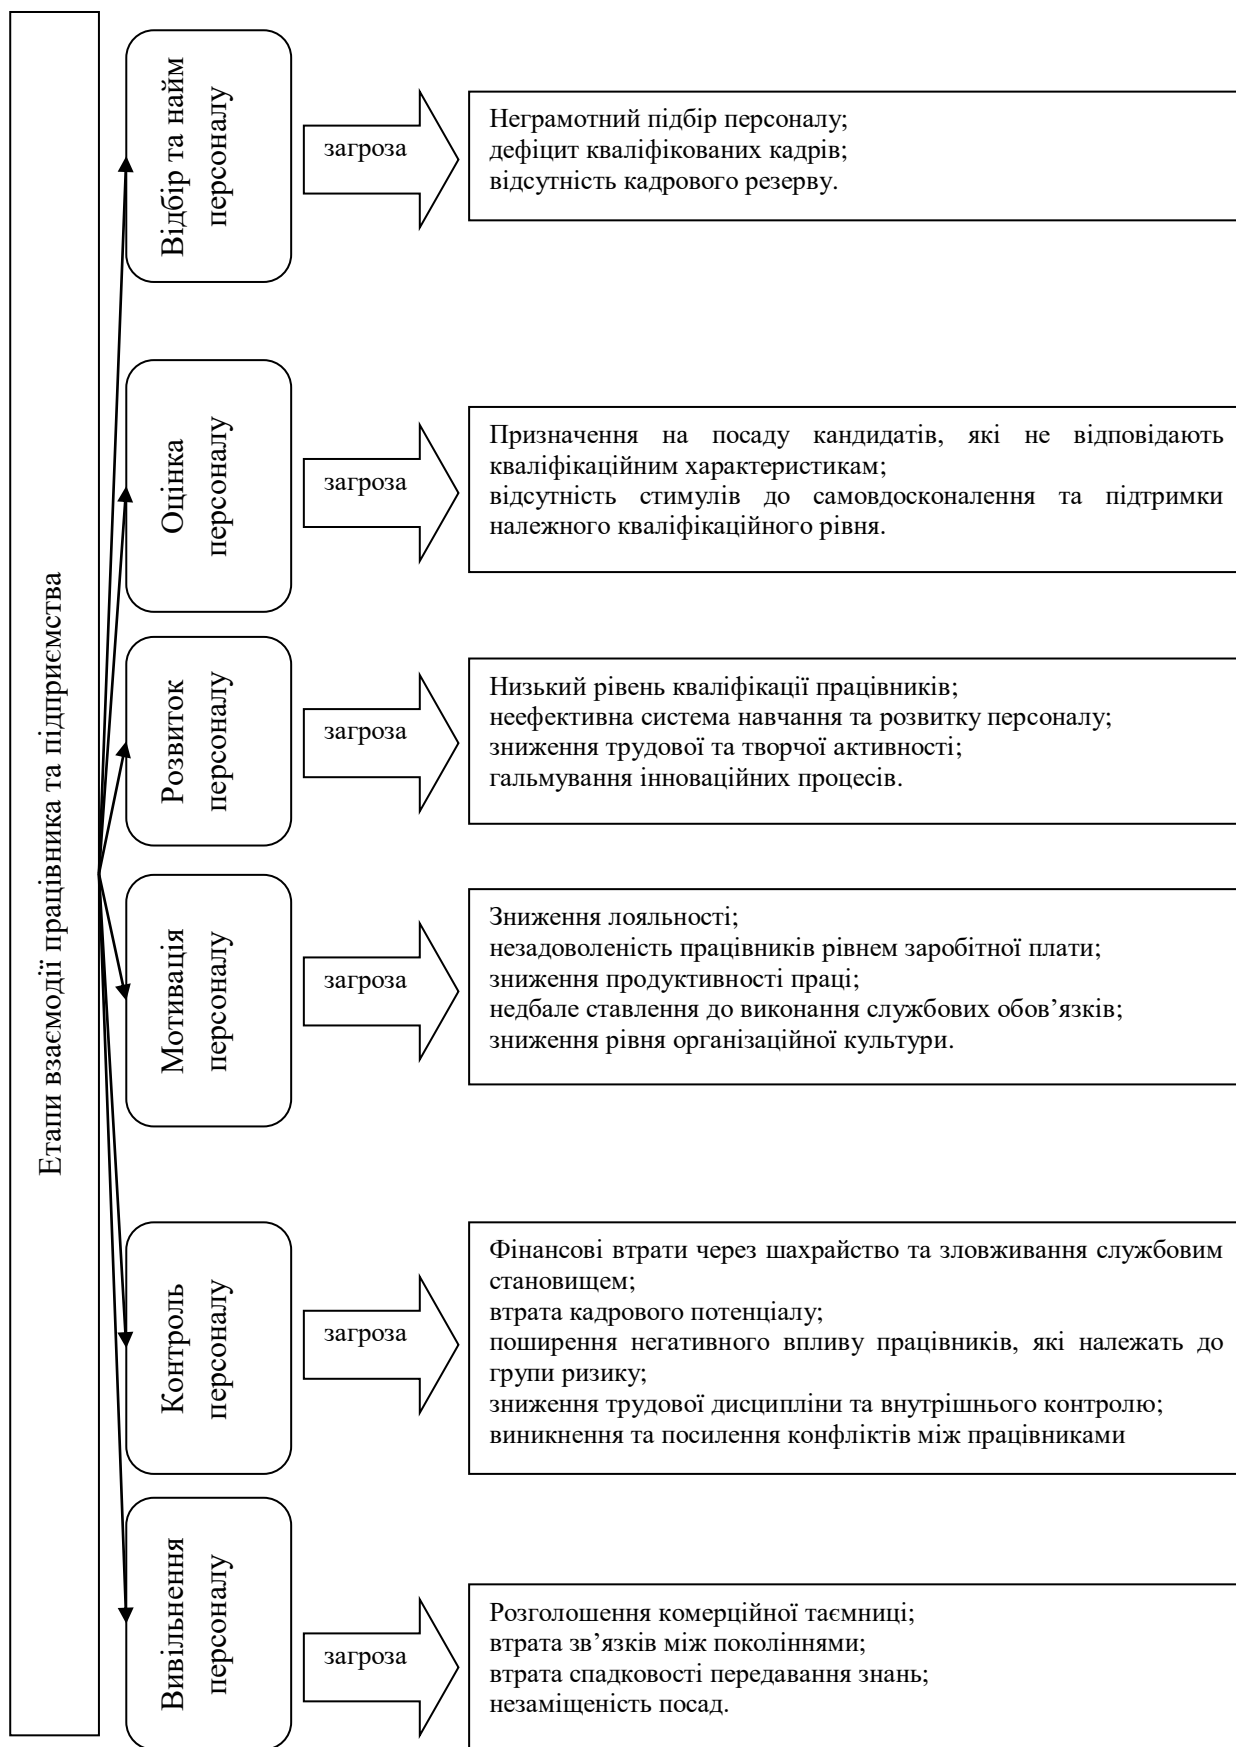 Етапи взаємодії працівника та підприємства
Відбір та найм
персоналу
загроза
Неграмотний підбір персоналу;
дефіцит кваліфікованих кадрів;
відсутність кадрового резерву.
Оцінка
персоналу
загроза
Призначення на посаду кандидатів, які не відповідають
кваліфікаційним характеристикам;
відсутність стимулів до самовдосконалення та підтримки
належного кваліфікаційного рівня.
Розвиток
персоналу
загроза
Низький рівень кваліфікації працівників;
неефективна система навчання та розвитку персоналу;
зниження трудової та творчої активності;
гальмування інноваційних процесів.
Мотивація
персоналу
загроза
Зниження лояльності;
незадоволеність працівників рівнем заробітної плати;
зниження продуктивності праці;
недбале ставлення до виконання службових обов’язків;
зниження рівня організаційної культури.
Контроль
персоналу
загроза
Фінансові втрати через шахрайство та зловживання службовим
становищем;
втрата кадрового потенціалу;
поширення негативного впливу працівників, які належать до
групи ризику;
зниження трудової дисципліни та внутрішнього контролю;
виникнення та посилення конфліктів між працівниками
Вивільнення
персоналу
загроза
Розголошення комерційної таємниці;
втрата зв’язків між поколіннями;
втрата спадковості передавання знань;
незаміщеність посад.